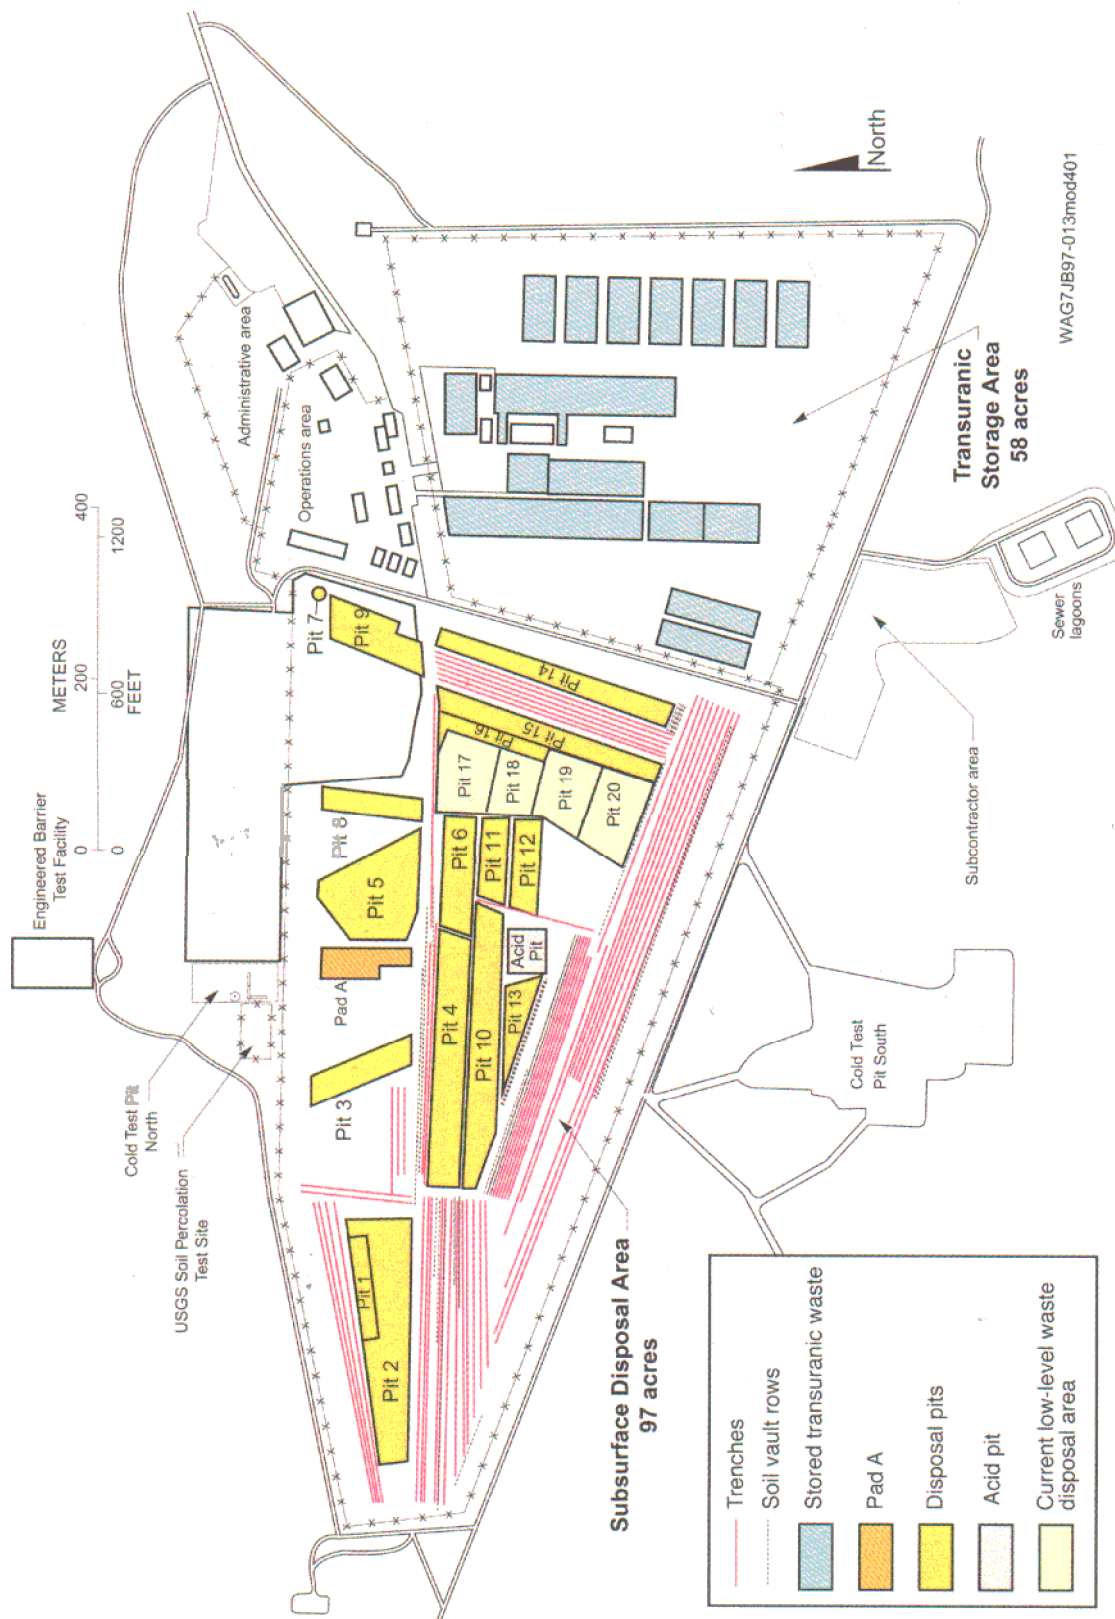 Engineered Barrier
Test Facility
METERS
0
200
400
0
600
1200
FEET
Cold Test Pit
North
USGS Soil Percolation
Test Site
Administrative area
Operations area
Pit 1
Pit 2
Pit 3
Pad A
Pit 5
Pit 8
Pit 7
Pit 9
Pit 4
Pit 10
Pit 6
Pit 11
Pit 12
Acid
Pit
Pit 13
Pit 17
Pit 18
Pit 19
Pit 20
Pit 16
Pit 15
Pit 14
North
Subsurface Disposal Area
97 acres
Transuranic
Storage Area
58 acres
Cold Test
Pit South
Subcontractor area
Sewer
lagoons
WAG7JB97-013mod401
Trenches
Soil vault rows
Stored transuranic waste
Pad A
Disposal pits
Acid pit
Current low-level waste
disposal area